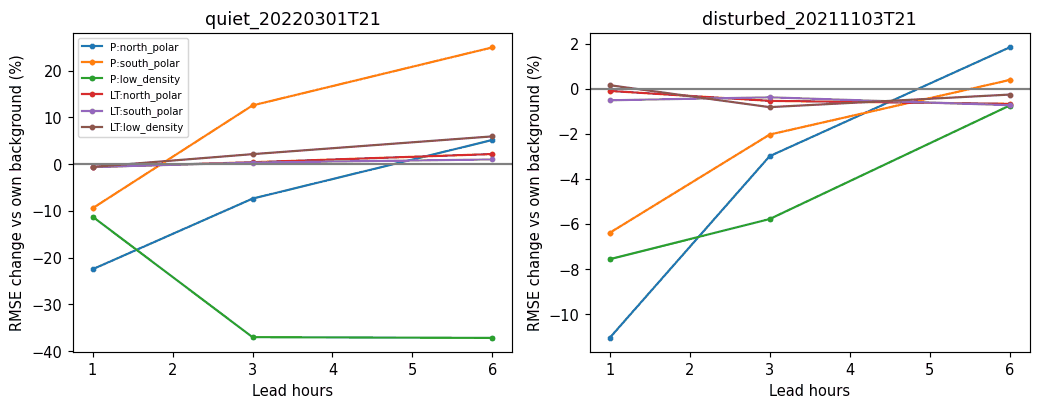 quiet_20220301T21
RMSE change vs own background (%)
20
10
0
−10
−20
−30
−40
P:north_polar
P:south_polar
P:low_density
LT:north_polar
LT:south_polar
LT:low_density
1 2 3 4 5 6
Lead hours
disturbed_20211103T21
RMSE change vs own background (%)
2
0
−2
−4
−6
−8
−10
1 2 3 4 5 6
Lead hours